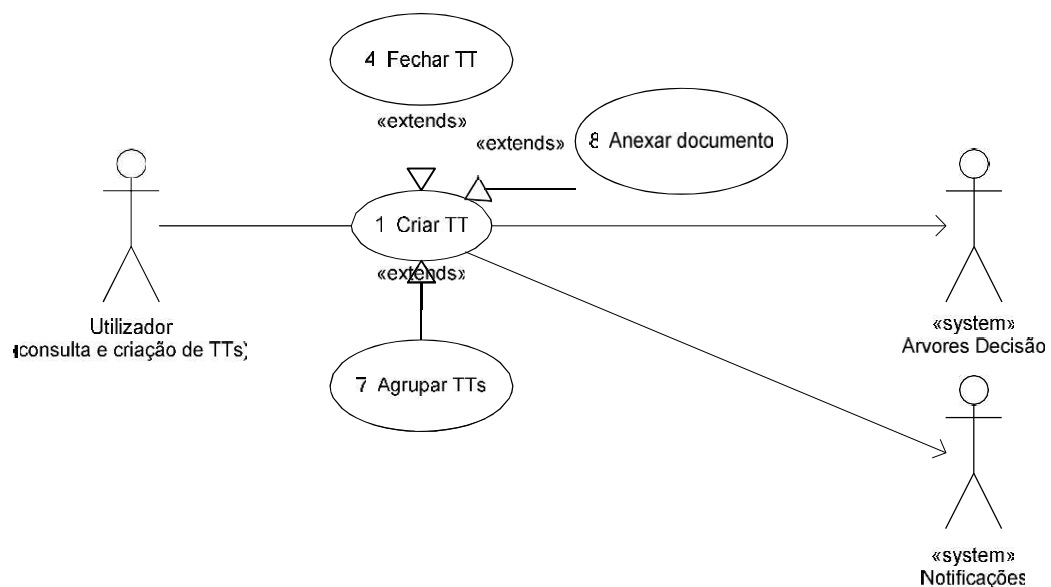 4 Fechar TT
«extends»
«extends»
8 Anexar documento
1 Criar TT
«extends»
Utilizador
(consulta e criação de TTs)
«system»
Arvores Decisão
7 Agrupar TTs
«system»
Notificações